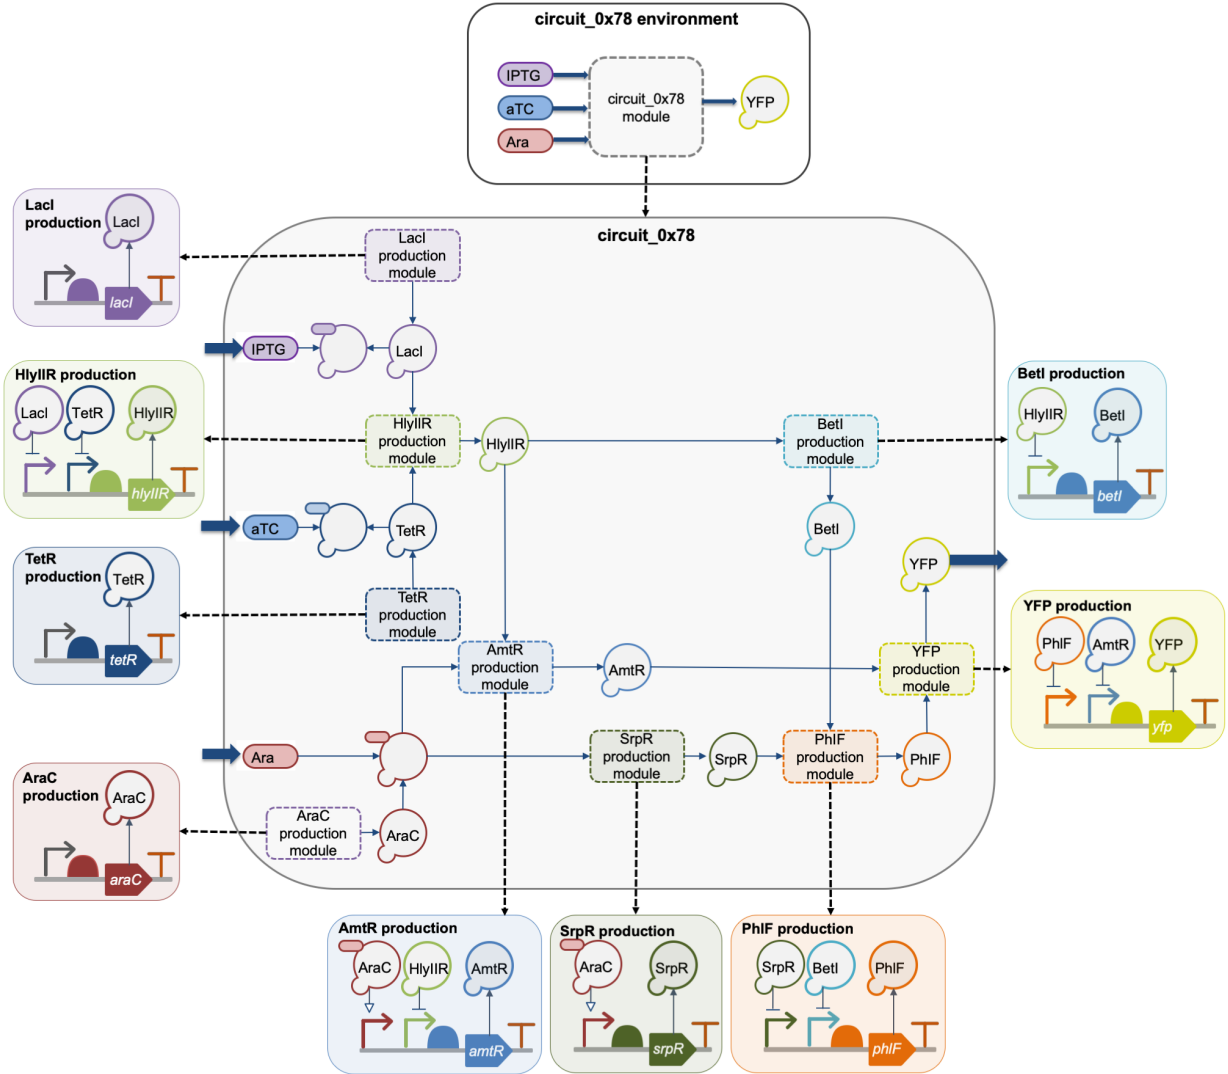 circuit_0x78 environment
IPTG
aTC
Ara
circuit_0x78
module
YFP
LacI
production
LacI
lacI
circuit_0x78
LacI
production
module
IPTG
LacI
HlyIIR production
LacI
TetR
HlyIIR
hlyIIR
HlyIIR
production
module
HlyIIR
BetI
production
module
BetI production
HlyIIR
BetI
betI
aTC
TetR
BetI
TetR
production
TetR
tetR
TetR
production
module
YFP
AmtR
production
module
AmtR
YFP
production
module
YFP production
PhlF
AmtR
YFP
yfp
Ara
SrpR
production
module
SrpR
PhlF
production
module
PhlF
AraC
production
AraC
araC
AraC
production
module
AraC
AmtR production
AraC
HlyIIR
AmtR
amtR
SrpR production
AraC
SrpR
srpR
PhlF production
SrpR
BetI
PhlF
phlF